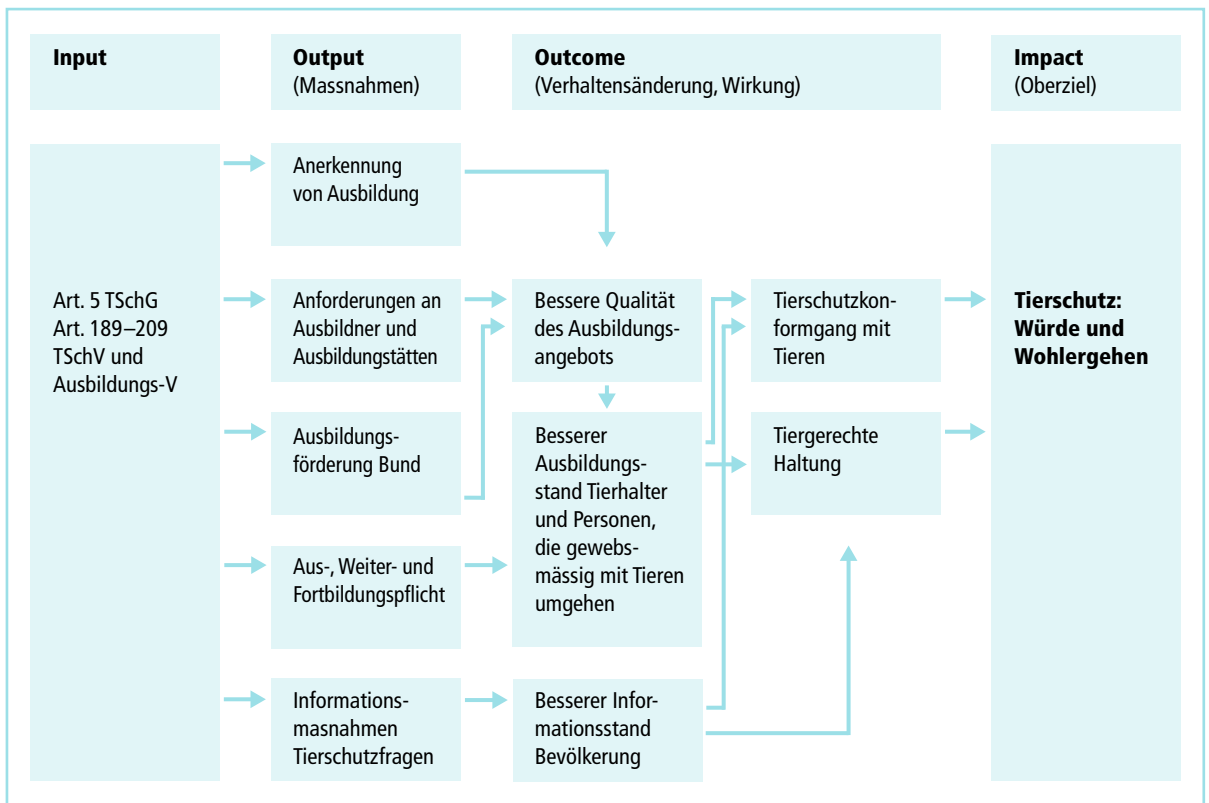 Input
Output
(Massnahmen)
Outcome
(Verhaltensänderung, Wirkung)
Impact
(Oberziel)
Art. 5 TSchG
Art. 189–209
TSchV und
Ausbildungs-V
Anerkennung
von Ausbildung
Anforderungen an
Ausbildner und
Ausbildungstätten
Ausbildungs-
förderung Bund
Aus-, Weiter- und
Fortbildungspflicht
Informations-
masnahmen
Tierschutzfragen
Bessere Qualität
des Ausbildungs-
angebots
Besserer
Ausbildungs-
stand Tierhalter
und Personen,
die gewebs-
mässig mit Tieren
umgehen
Besserer Infor-
mationsstand
Bevölkerung
Tierschutzkon-
formgang mit
Tieren
Tiergerechte
Haltung
Tierschutz:
Würde und
Wohlergehen